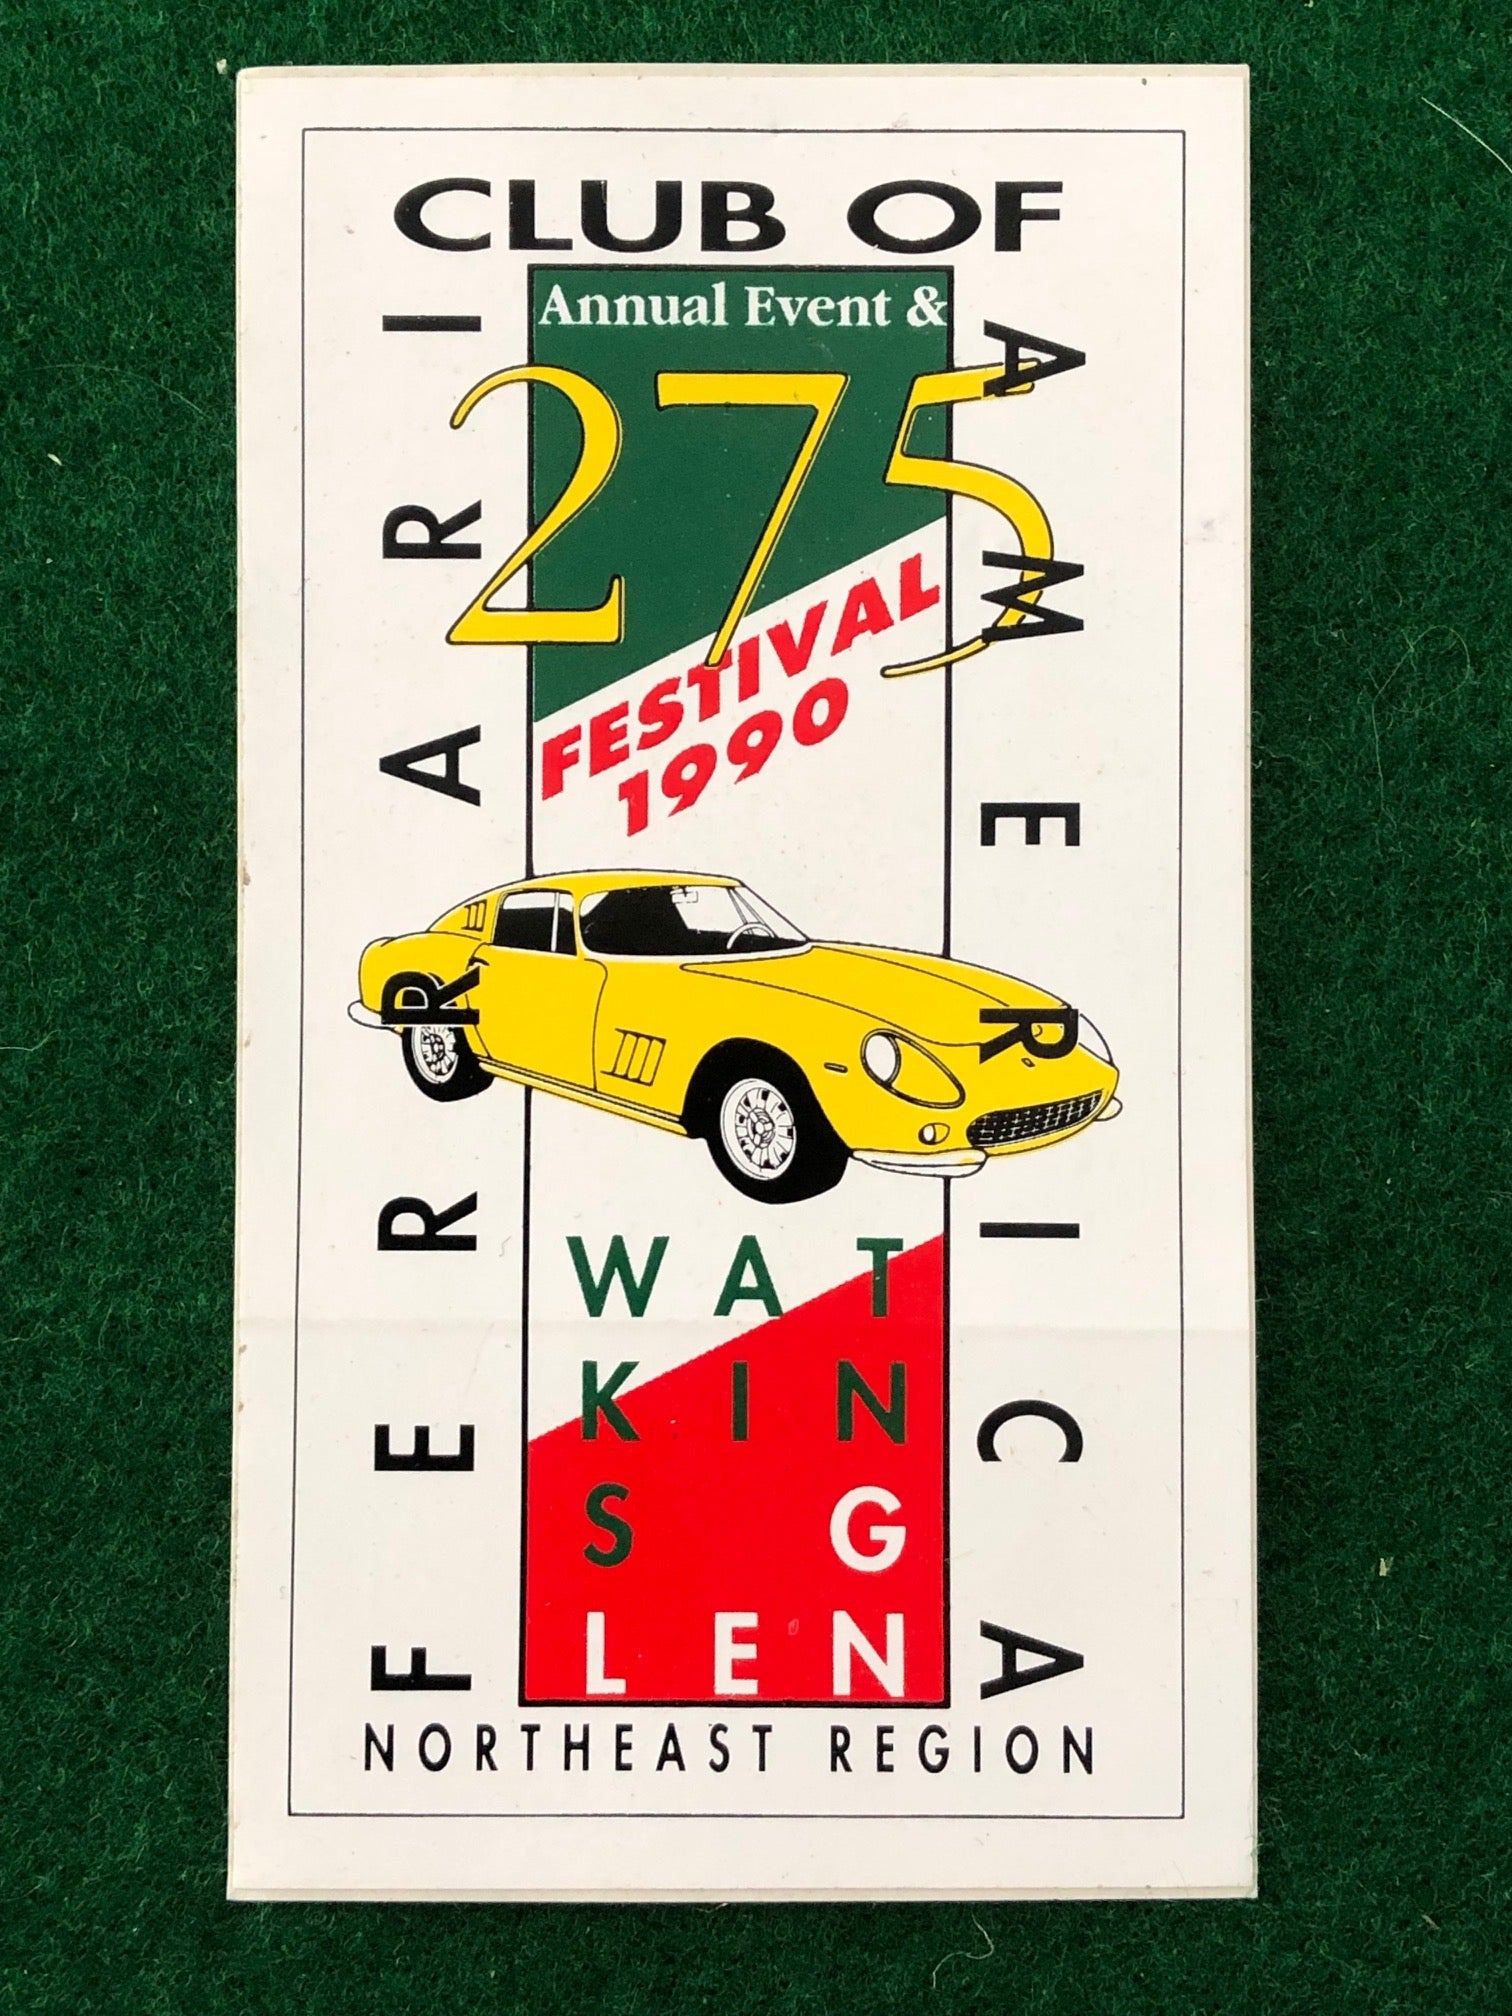 FERRARI
CLUB OF
AMERICA
Annual Event &
275
FESTIVAL
1990
WAT
KIN
S G
LEN
NORTHEAST REGION